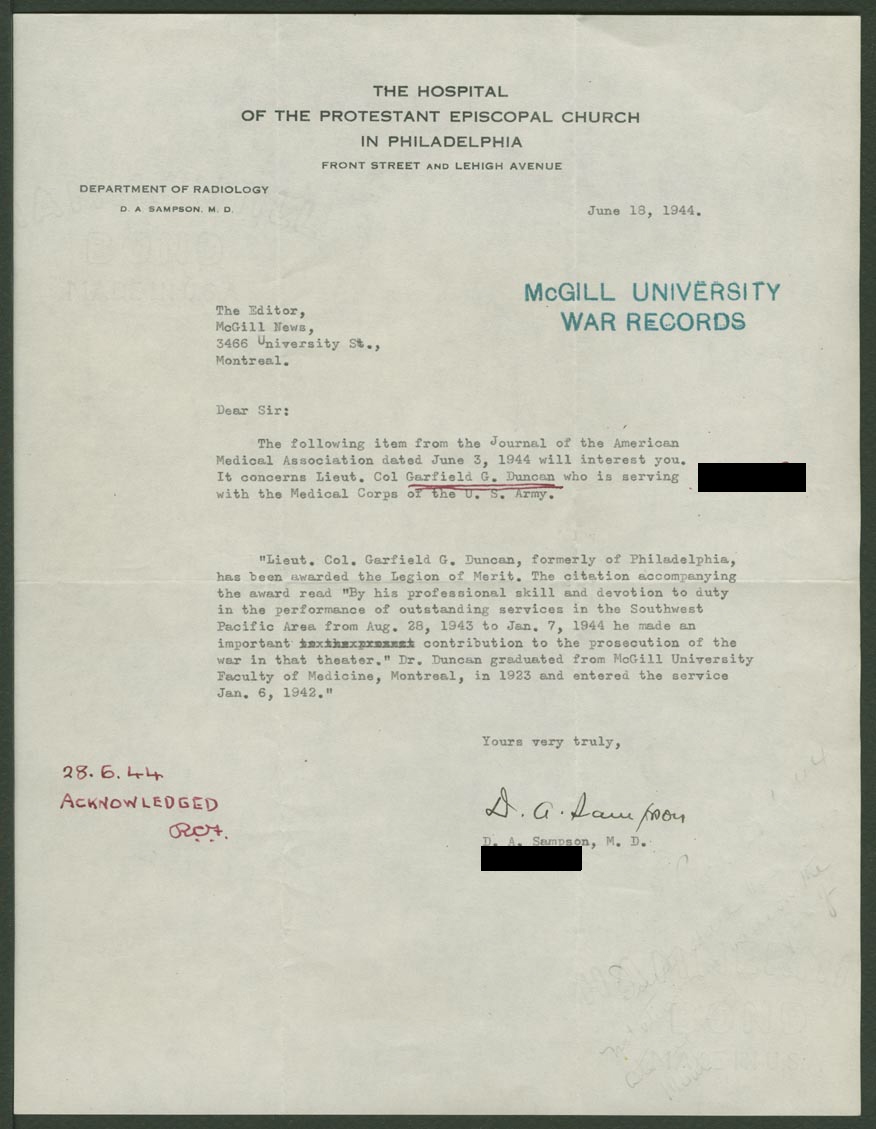 THE HOSPITAL
OF THE PROTESTANT EPISCOPAL CHURCH
IN PHILADELPHIA
FRONT STREET AND LEHIGH AVENUE
DEPARTMENT OF RADIOLOGY
D. A. SAMPSON, M. D.
June 18, 1944.
McGILL UNIVERSITY
WAR RECORDS
The Editor,
McGill News,
3466 University St.,
Montreal.
Dear Sir:
The following item from the Journal of the American
Medical Association dated June 3, 1944 will interest you.
It concerns Lieut. Col Garfield G. Duncan who is serving
with the Medical Corps of the U. S. Army.
"Lieut. Col. Garfield G. Duncan, formerly of Philadelphia,
has been awarded the Legion of Merit. The citation accompanying
the award read "By his professional skill and devotion to duty
in the performance of outstanding services in the Southwest
Pacific Area from Aug. 28, 1943 to Jan. 7, 1944 he made an
important contribution to the prosecution of the
war in that theater." Dr. Duncan graduated from McGill University
Faculty of Medicine, Montreal, in 1923 and entered the service
Jan. 6, 1942."
Yours very truly,
D. A. Sampson
D. A. Sampson, M. D.
28.6.44
ACKNOWLEDGED